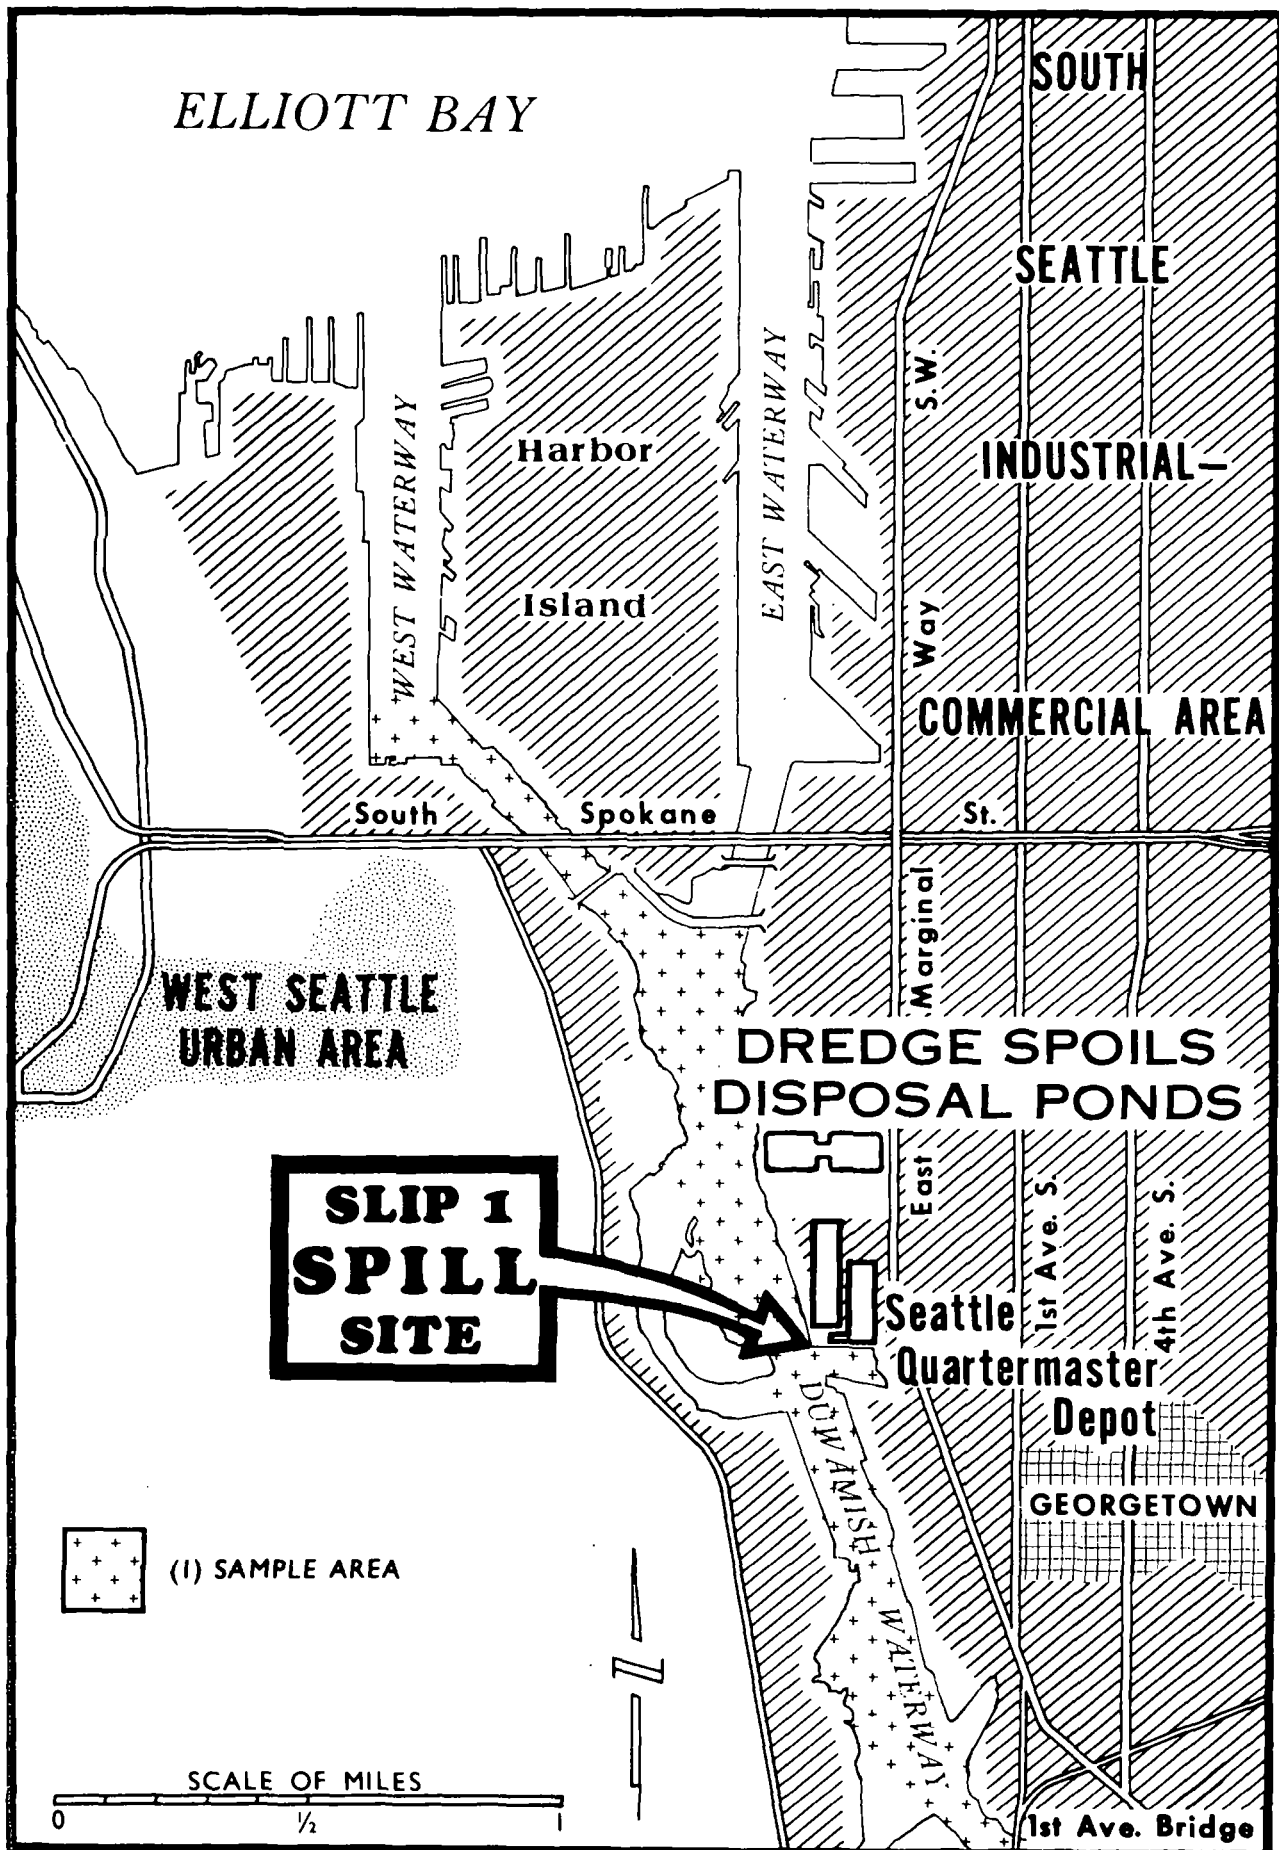 ELLIOTT BAY
SOUTH
SEATTLE
INDUSTRIAL—
COMMERCIAL AREA
Harbor
Island
WEST WATERWAY
EAST WATERWAY
S.W.
Way
Marginal
East
South Spokane St.
WEST SEATTLE
URBAN AREA
DREDGE SPOILS
DISPOSAL PONDS
SLIP 1
SPILL
SITE
1st Ave. S.
4th Ave. S.
Seattle
Quartermaster
Depot
GEORGETOWN
DUWAMISH WATERWAY
(1) SAMPLE AREA
N
SCALE OF MILES
0 ½ 1
1st Ave. Bridge